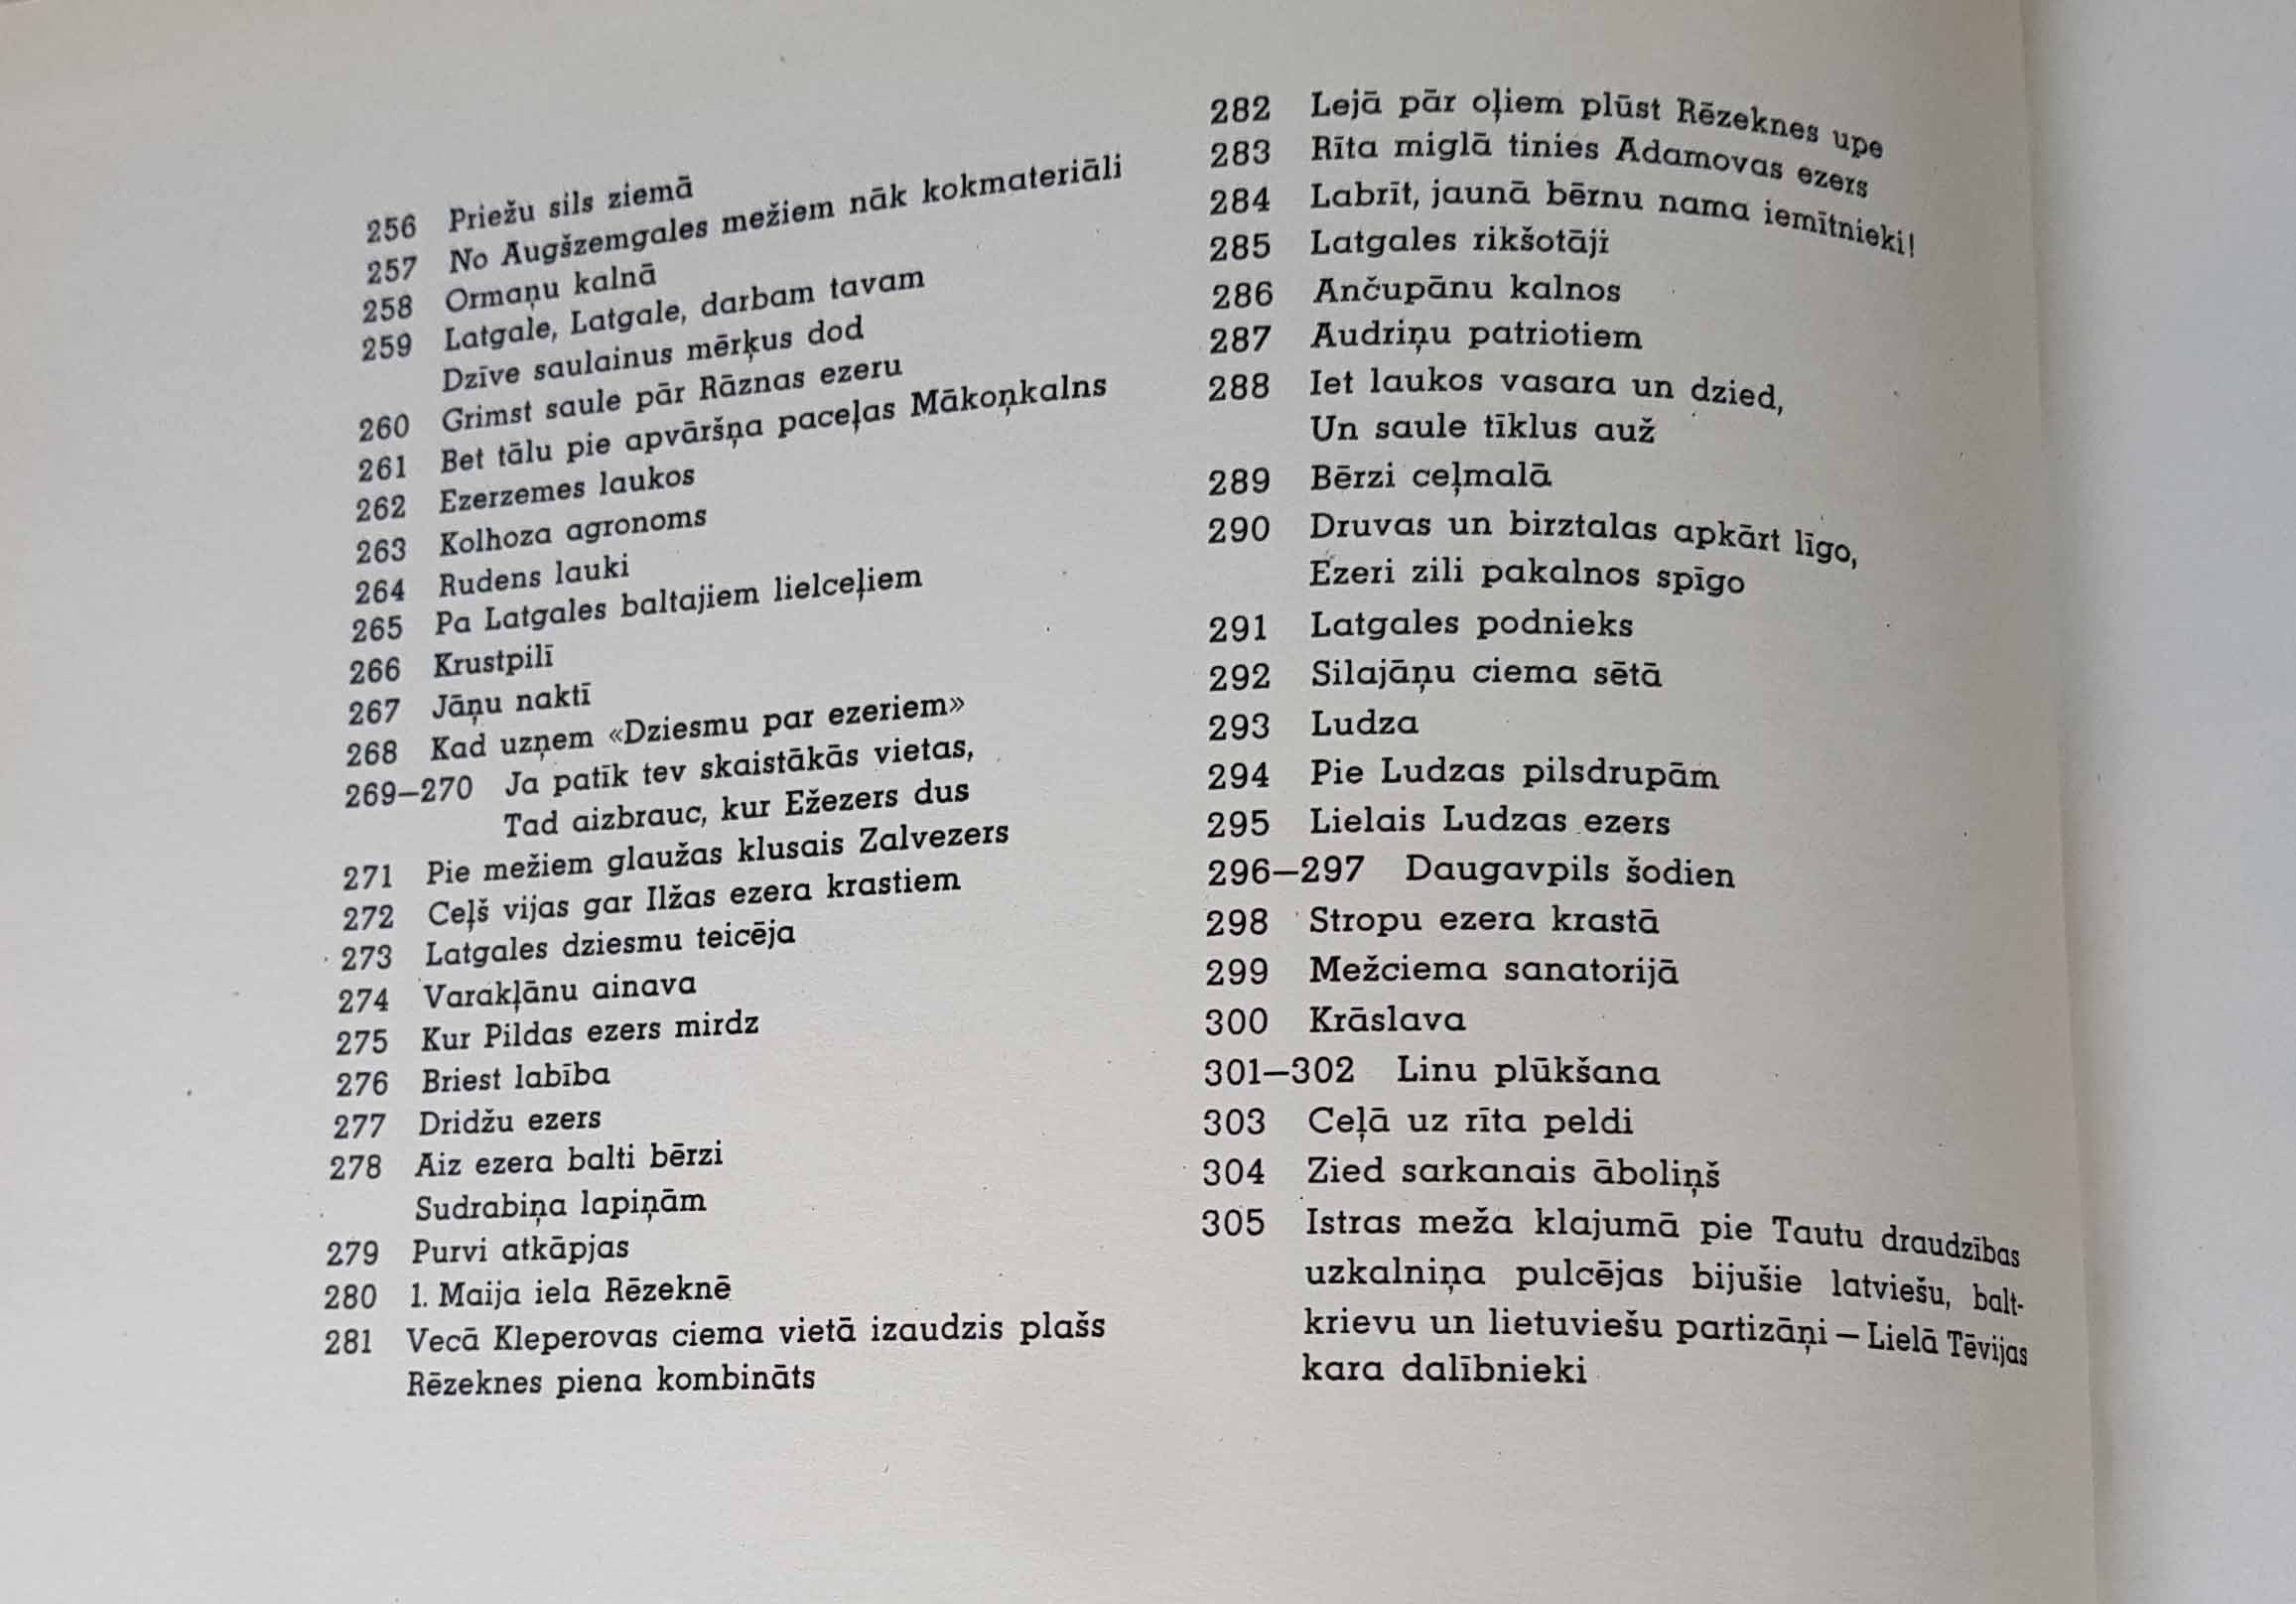 256 Priežu sils ziemā
257 No Augšzemgales mežiem nāk kokmateriāli
258 Ormaņu kalnā
259 Latgale, Latgale, darbam tavam
Dzīve saulainus mērķus dod
260 Grimst saule pār Rāznas ezeru
261 Bet tālu pie apvāršņa paceļas Mākoņkalns
262 Ezerzemes laukos
263 Kolhoza agronoms
264 Rudens lauki
265 Pa Latgales baltajiem lielceļiem
266 Krustpilī
267 Jāņu naktī
268 Kad uzņem «Dziesmu par ezeriem»
269—270 Ja patīk tev skaistākās vietas,
Tad aizbrauc, kur Ežezers dus
271 Pie mežiem glaužas klusais Zalvezers
272 Ceļš vijas gar Ilžas ezera krastiem
273 Latgales dziesmu teicēja
274 Varakļānu ainava
275 Kur Pildas ezers mirdz
276 Briest labība
277 Dridžu ezers
278 Aiz ezera balti bērzi
Sudrabiņa lapiņām
279 Purvi atkāpjas
280 1. Maija iela Rēzeknē
281 Vecā Kleperovas ciema vietā izaudzis plašs
Rēzeknes piena kombināts
282 Lejā pār oļiem plūst Rēzeknes upe
283 Rīta miglā tinies Adamovas ezers
284 Labrīt, jaunā bērnu nama iemītnieki!
285 Latgales rikšotāji
286 Ančupānu kalnos
287 Audriņu patriotiem
288 Iet laukos vasara un dzied,
Un saule tīklus auž
289 Bērzi ceļmalā
290 Druvas un birztalas apkārt līgo,
Ezeri zili pakalnos spīgo
291 Latgales podnieks
292 Silajāņu ciema sētā
293 Ludza
294 Pie Ludzas pilsdrupām
295 Lielais Ludzas ezers
296—297 Daugavpils šodien
298 Stropu ezera krastā
299 Mežciema sanatorijā
300 Krāslava
301—302 Linu plūkšana
303 Ceļā uz rīta peldi
304 Zied sarkanais āboliņš
305 Istras meža klajumā pie Tautu draudzības
uzkalniņa pulcējas bijušie latviešu, balt-
krievu un lietuviešu partizāņi — Lielā Tēvijas
kara dalībnieki